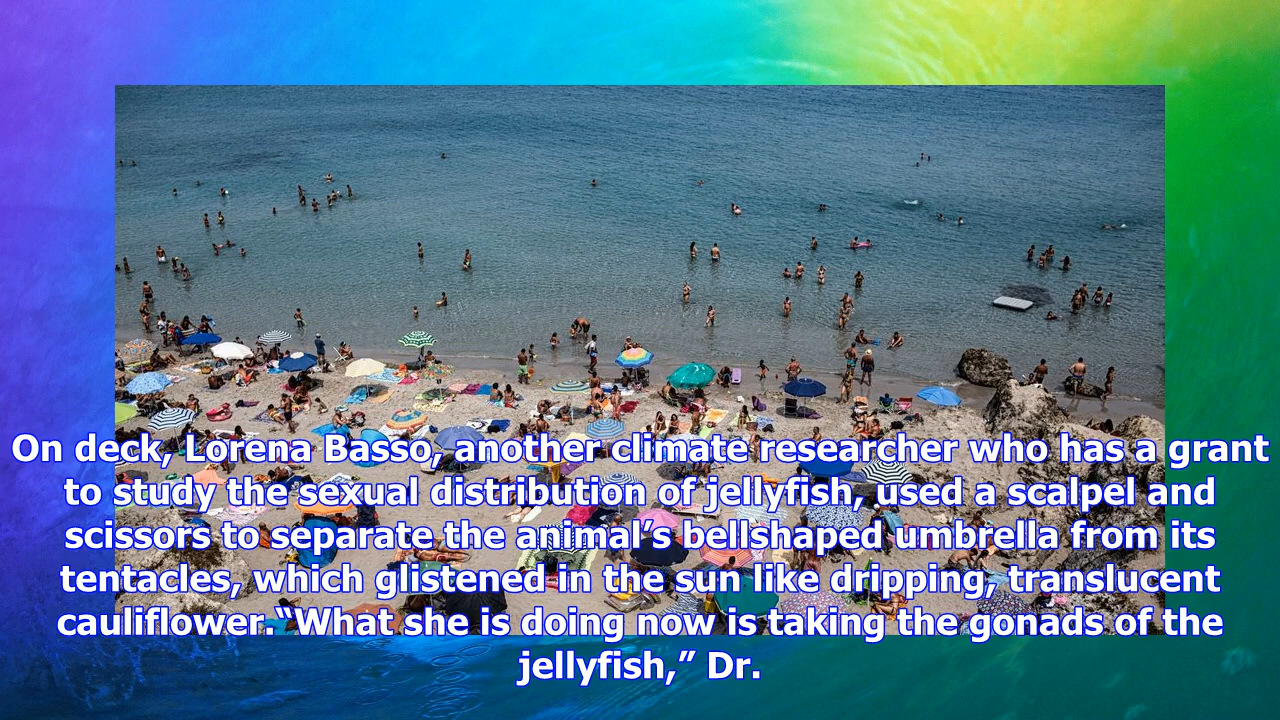 On deck, Lorena Basso, another climate researcher who has a grant
to study the sexual distribution of jellyfish, used a scalpel and
scissors to separate the animal’s bellshaped umbrella from its
tentacles, which glistened in the sun like dripping, translucent
cauliflower.“What she is doing now is taking the gonads of the
jellyfish,” Dr.